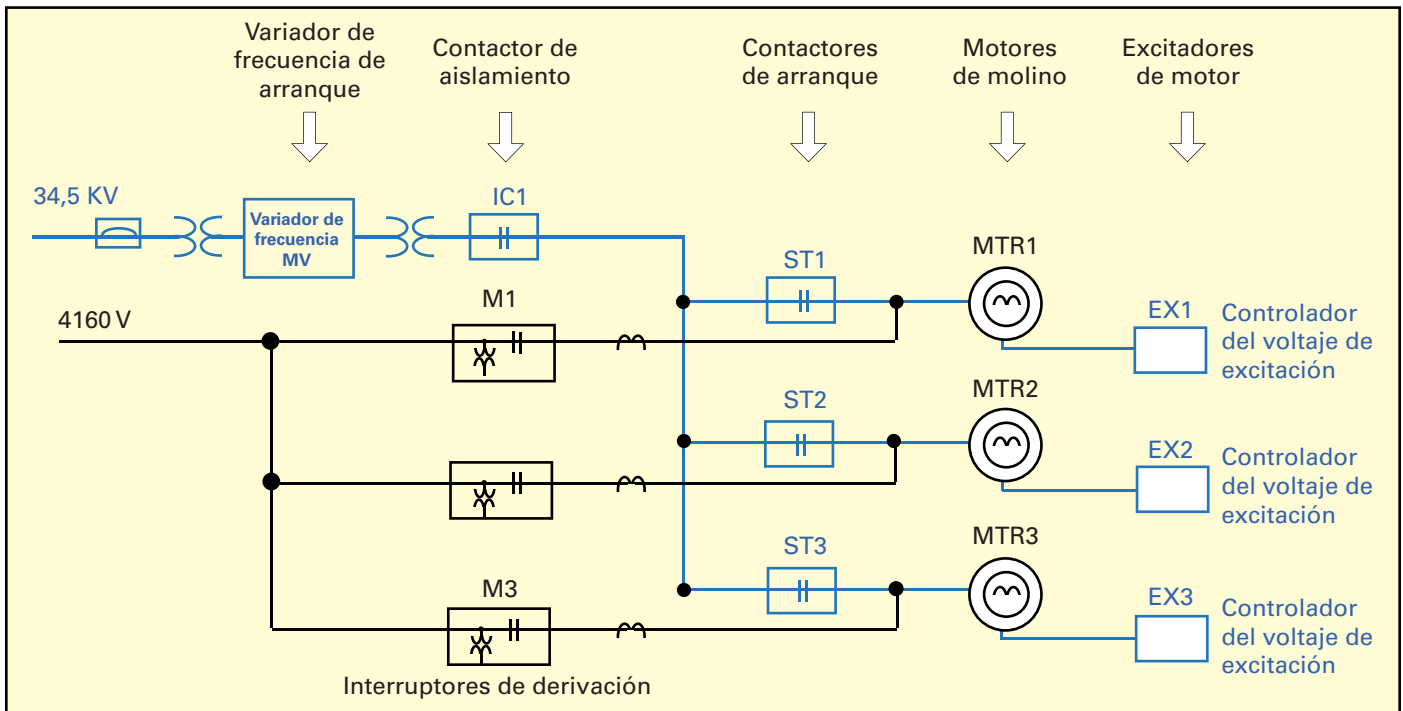 Variador de
frecuencia de
arranque
Contactor de
aislamiento
Contactores
de arranque
Motores
de molino
Excitadores
de motor
34,5 KV
Variador de
frecuencia
MV
IC1
ST1
MTR1
M1
4160 V
EX1
Controlador
del voltaje de
excitación
ST2
MTR2
EX2
Controlador
del voltaje de
excitación
ST3
MTR3
M3
EX3
Controlador
del voltaje de
excitación
Interruptores de derivación